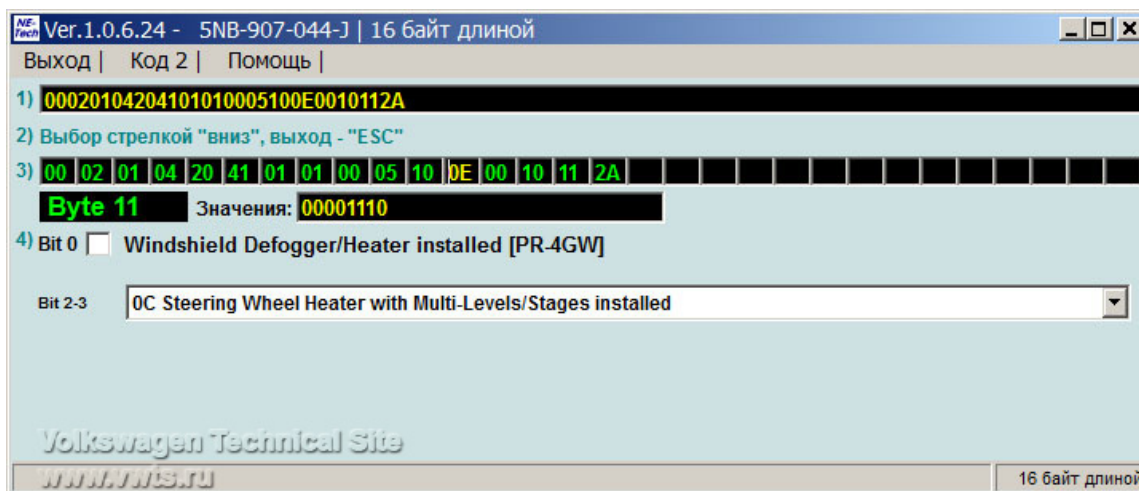 NE-Tech Ver.1.0.6.24 - 5NB-907-044-J | 16 байт длиной
Выход | Код 2 | Помощь |
1) 00020104204101010005100E0010112A
2) Выбор стрелкой "вниз", выход - "ESC"
3) 00 02 01 04 20 41 01 01 00 05 10 0E 00 10 11 2A
Byte 11 Значения: 00001110
4) Bit 0 Windshield Defogger/Heater installed [PR-4GW]
Bit 2-3 0C Steering Wheel Heater with Multi-Levels/Stages installed
Volkswagen Technical Site
www.vwts.ru 16 байт длиной